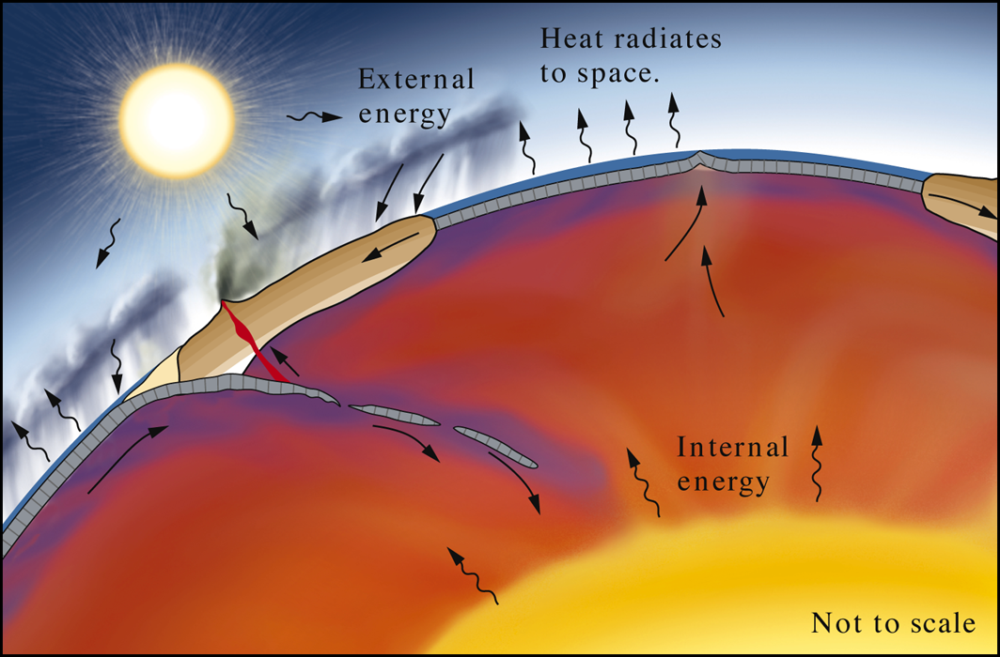 Heat radiates
to space.
External
energy
Internal
energy
Not to scale